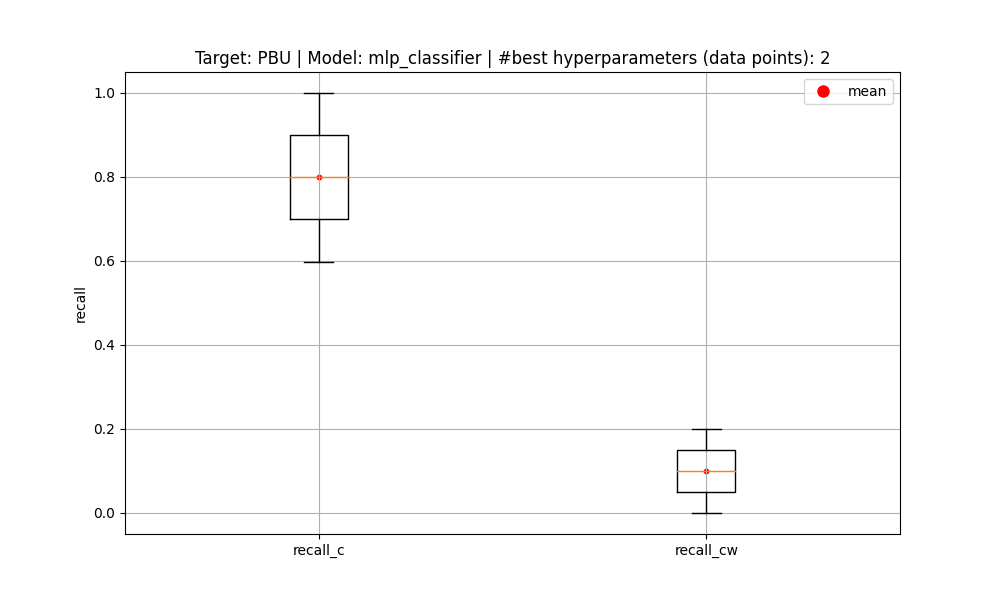 Target: PBU | Model: mlp_classifier | #best hyperparameters (data points): 2
mean
1.0
0.8
0.6
0.4
0.2
0.0
recall
recall_c
recall_cw